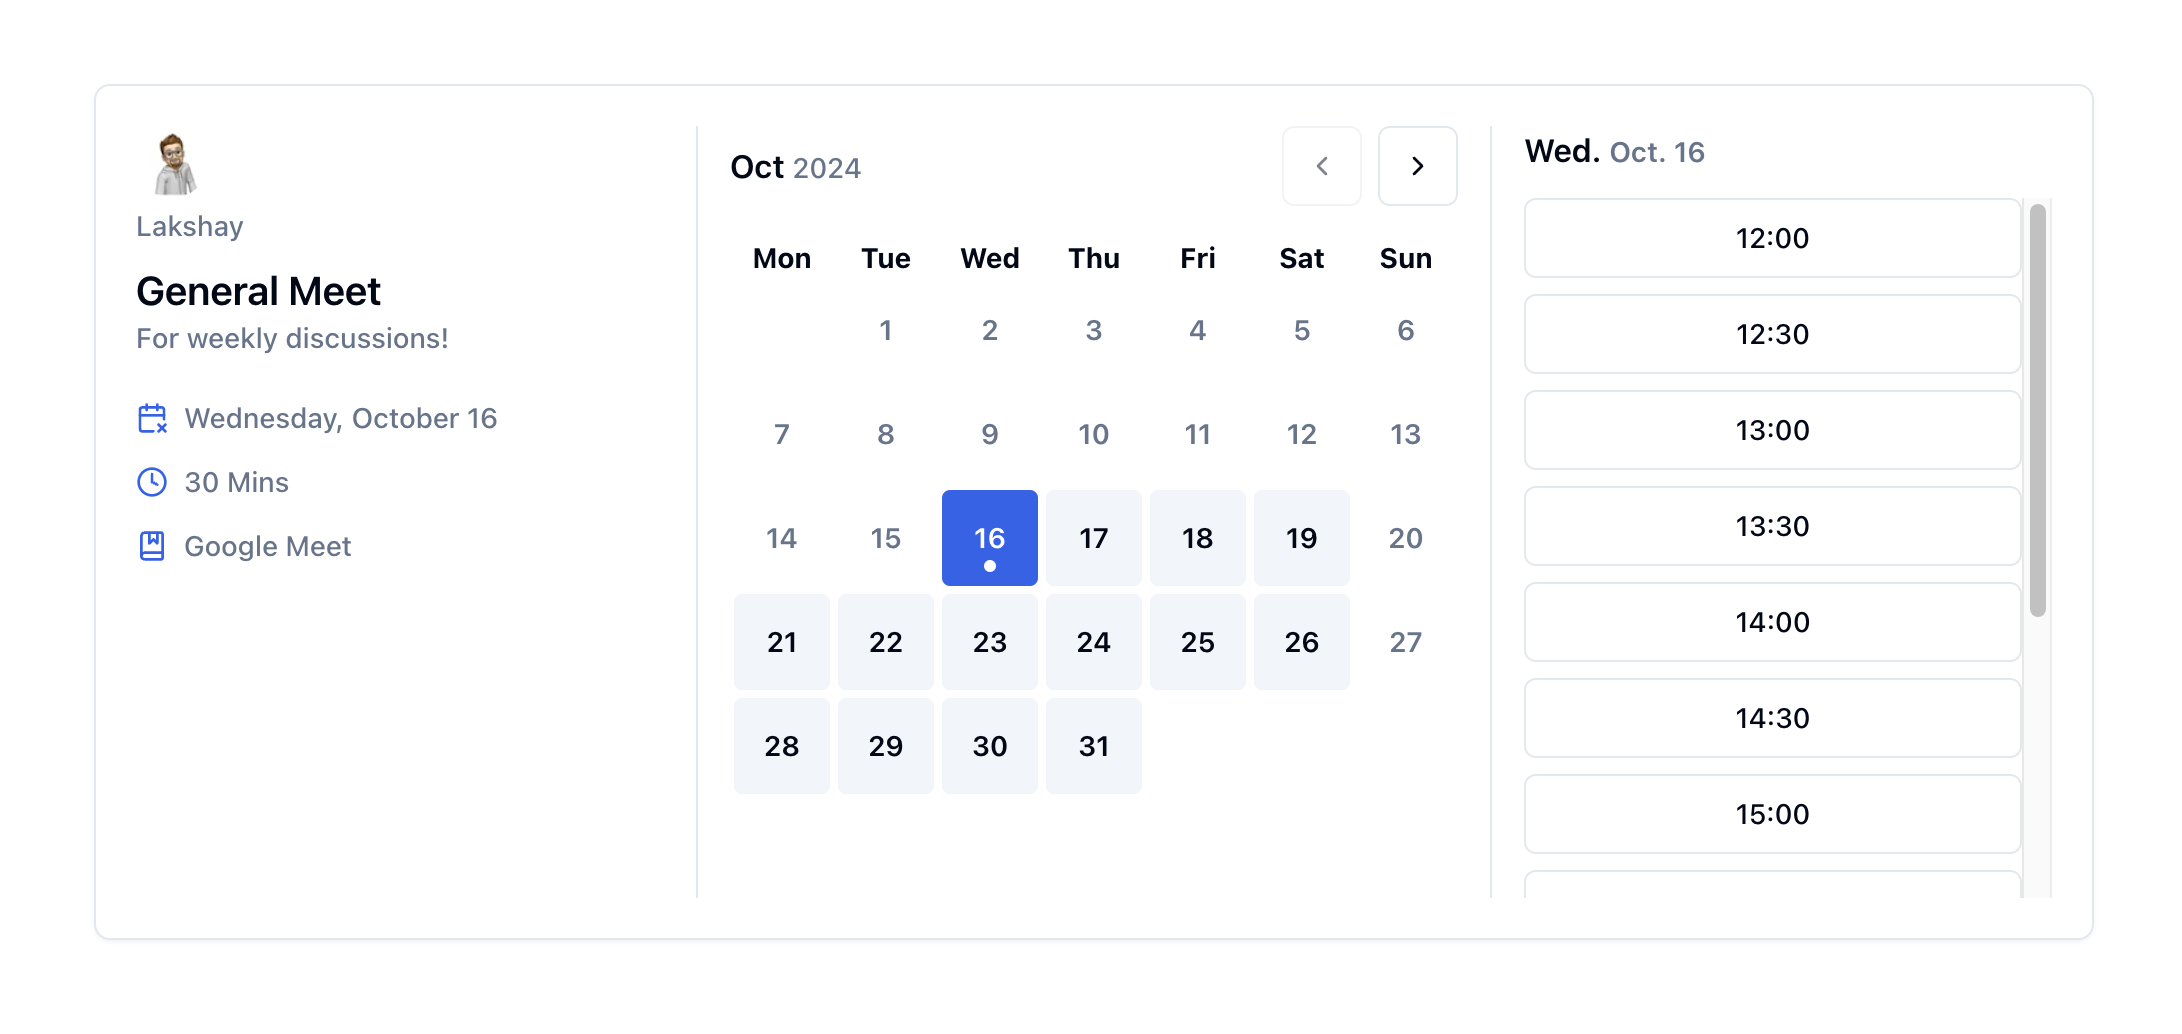 Lakshay
General Meet
For weekly discussions!
Wednesday, October 16
30 Mins
Google Meet
Oct 2024
Mon Tue Wed Thu Fri Sat Sun
1 2 3 4 5 6
7 8 9 10 11 12 13
14 15 16 17 18 19 20
21 22 23 24 25 26 27
28 29 30 31
Wed. Oct. 16
12:00
12:30
13:00
13:30
14:00
14:30
15:00